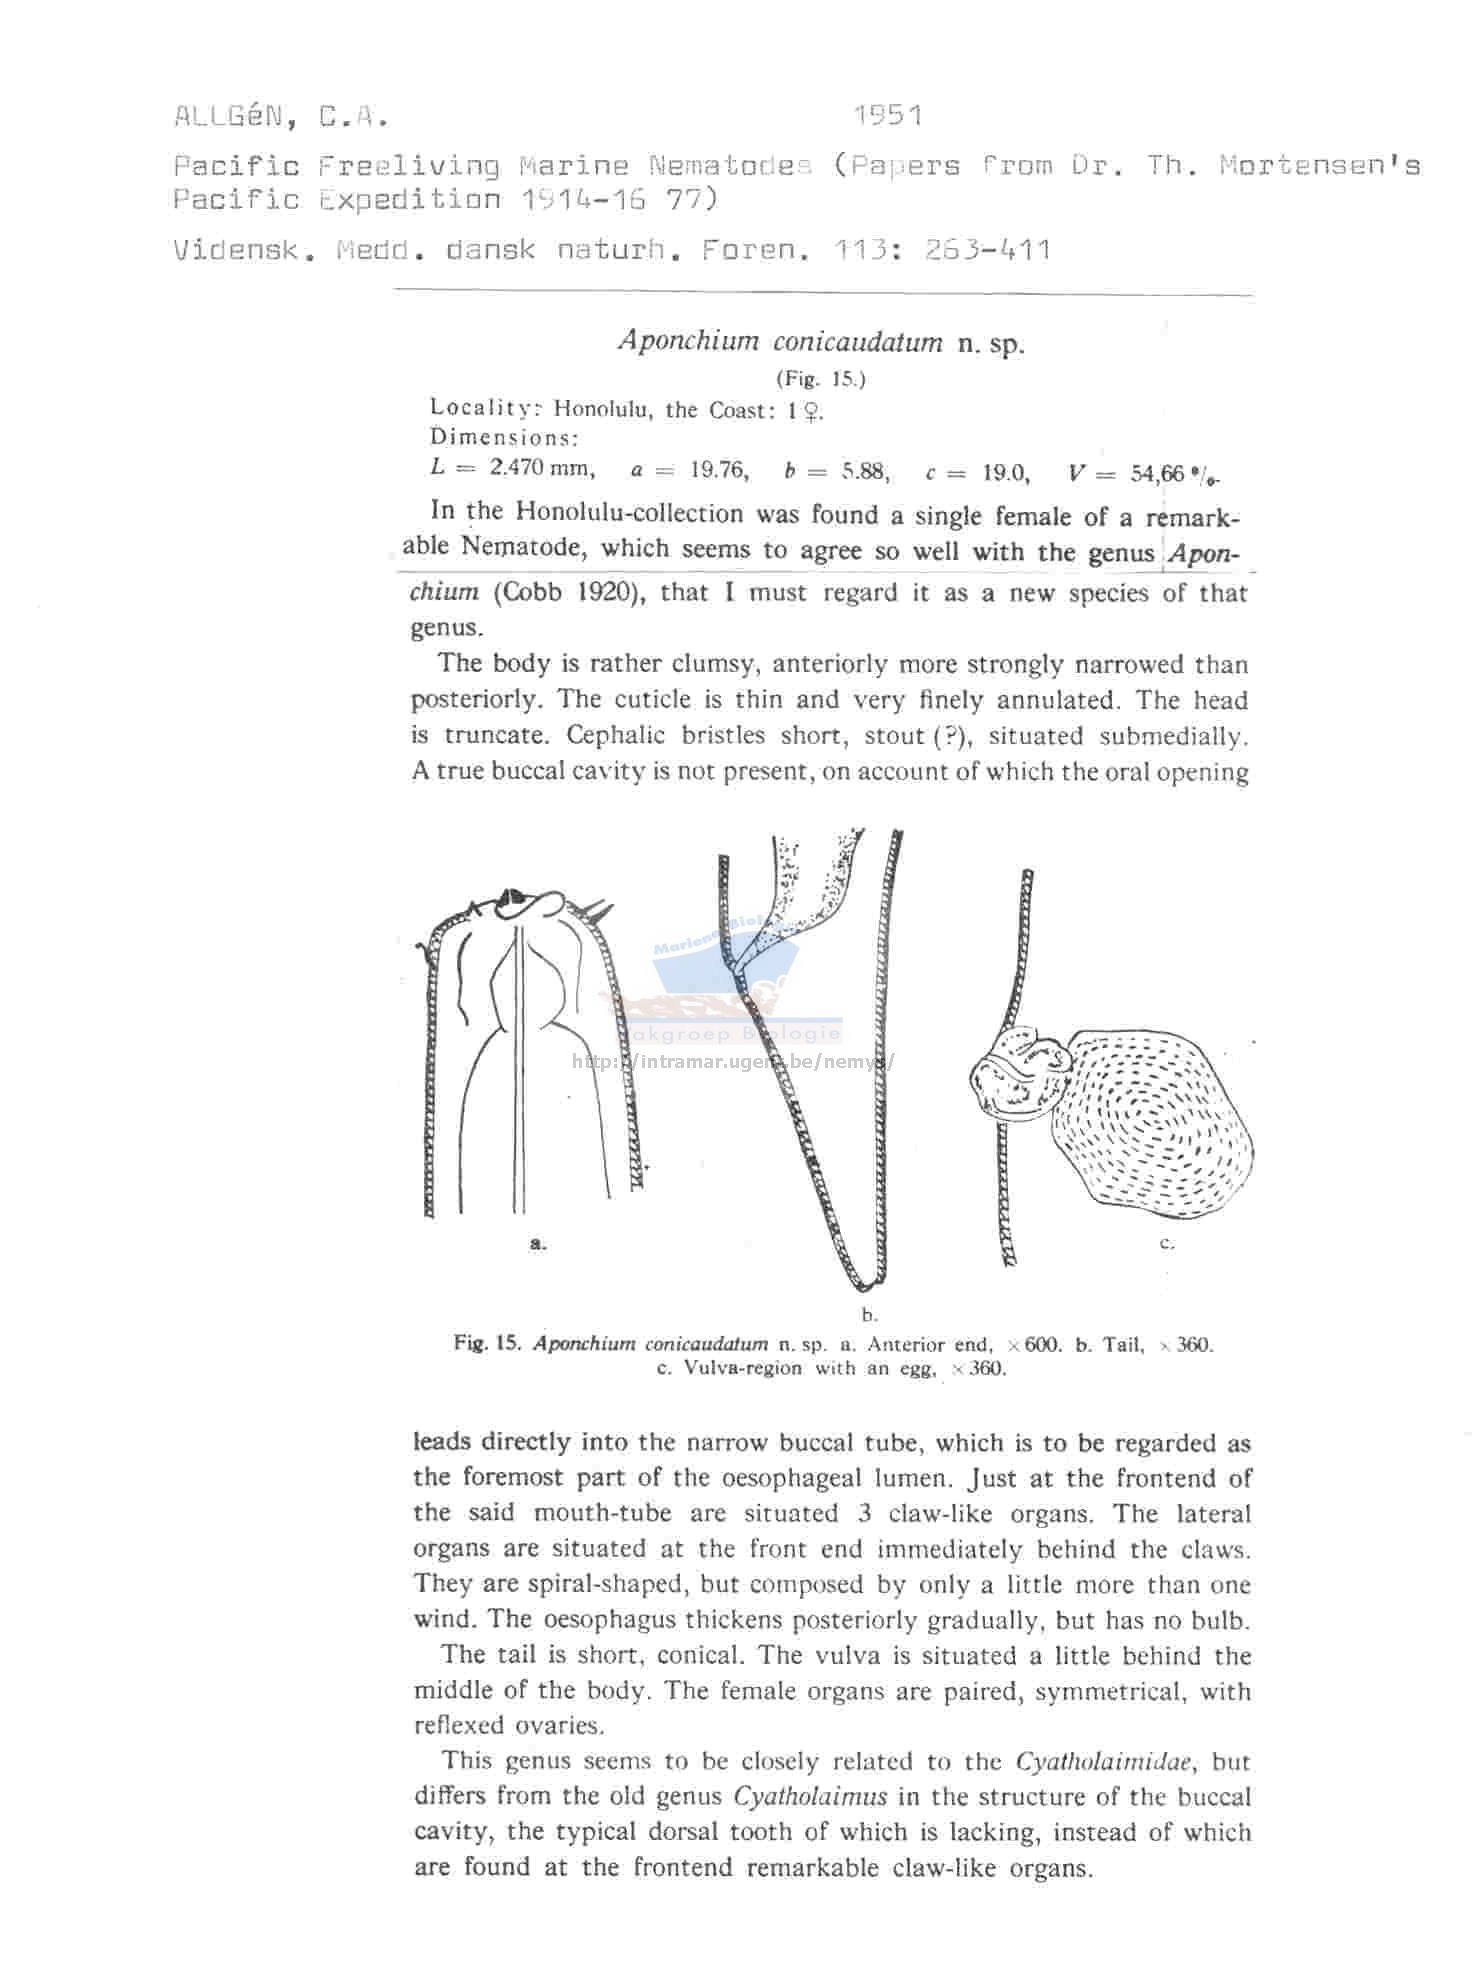 ALLGéN, C.A. 1951
Pacific Freeliving Marine Nematodes (Papers from Dr. Th. Mortensen's
Pacific Expedition 1914-16 77)
Vidensk. Medd. dansk naturh. Foren. 113: 263-411
Aponchium conicaudatum n. sp.
(Fig. 15.)
Locality: Honolulu, the Coast: 1 ♀.
Dimensions:
L = 2.470 mm, a = 19.76, b = 5.88, c = 19.0, V = 54,66 %.
In the Honolulu-collection was found a single female of a remark-
able Nematode, which seems to agree so well with the genus Apon-
chium (Cobb 1920), that I must regard it as a new species of that
genus.
The body is rather clumsy, anteriorly more strongly narrowed than
posteriorly. The cuticle is thin and very finely annulated. The head
is truncate. Cephalic bristles short, stout (?), situated submedially.
A true buccal cavity is not present, on account of which the oral opening
Marine Biology
Vakgroep Biologie
http://intramar.ugent.be/nemys/
a.
b.
c.
Fig. 15. Aponchium conicaudatum n. sp. a. Anterior end, × 600. b. Tail, × 360.
c. Vulva-region with an egg, × 360.
leads directly into the narrow buccal tube, which is to be regarded as
the foremost part of the oesophageal lumen. Just at the frontend of
the said mouth-tube are situated 3 claw-like organs. The lateral
organs are situated at the front end immediately behind the claws.
They are spiral-shaped, but composed by only a little more than one
wind. The oesophagus thickens posteriorly gradually, but has no bulb.
The tail is short, conical. The vulva is situated a little behind the
middle of the body. The female organs are paired, symmetrical, with
reflexed ovaries.
This genus seems to be closely related to the Cyatholaimidae, but
differs from the old genus Cyatholaimus in the structure of the buccal
cavity, the typical dorsal tooth of which is lacking, instead of which
are found at the frontend remarkable claw-like organs.